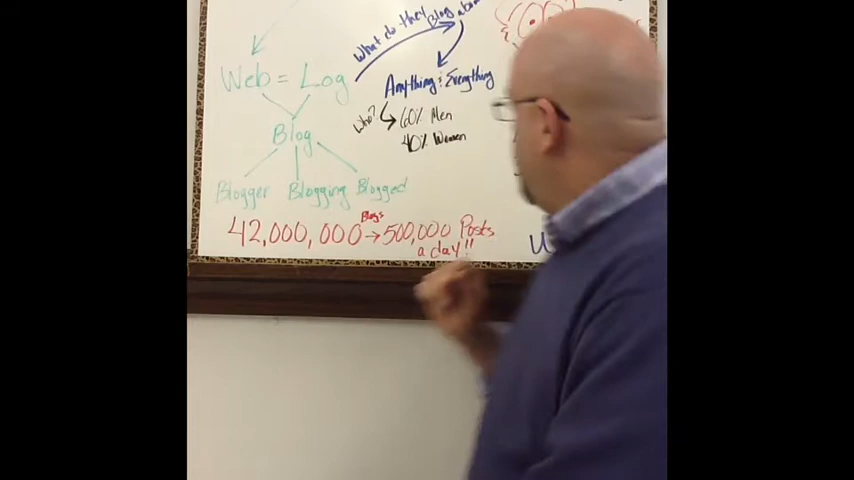 What do they Blog about
Web = Log
Anything & Everything
Who?
60% Men
40% Women
Blog
Blogger Blogging Blogged
42,000,000 Blogs → 500,000 Posts
a day!!